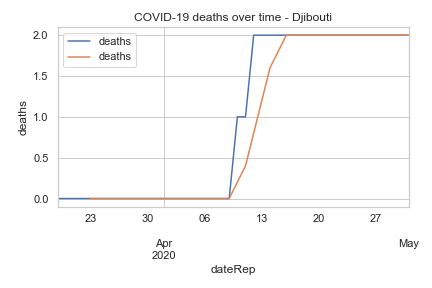 COVID-19 deaths over time - Djibouti
deaths
deaths
deaths
2.0
1.5
1.0
0.5
0.0
23 30 06 13 20 27
Apr May
2020
dateRep